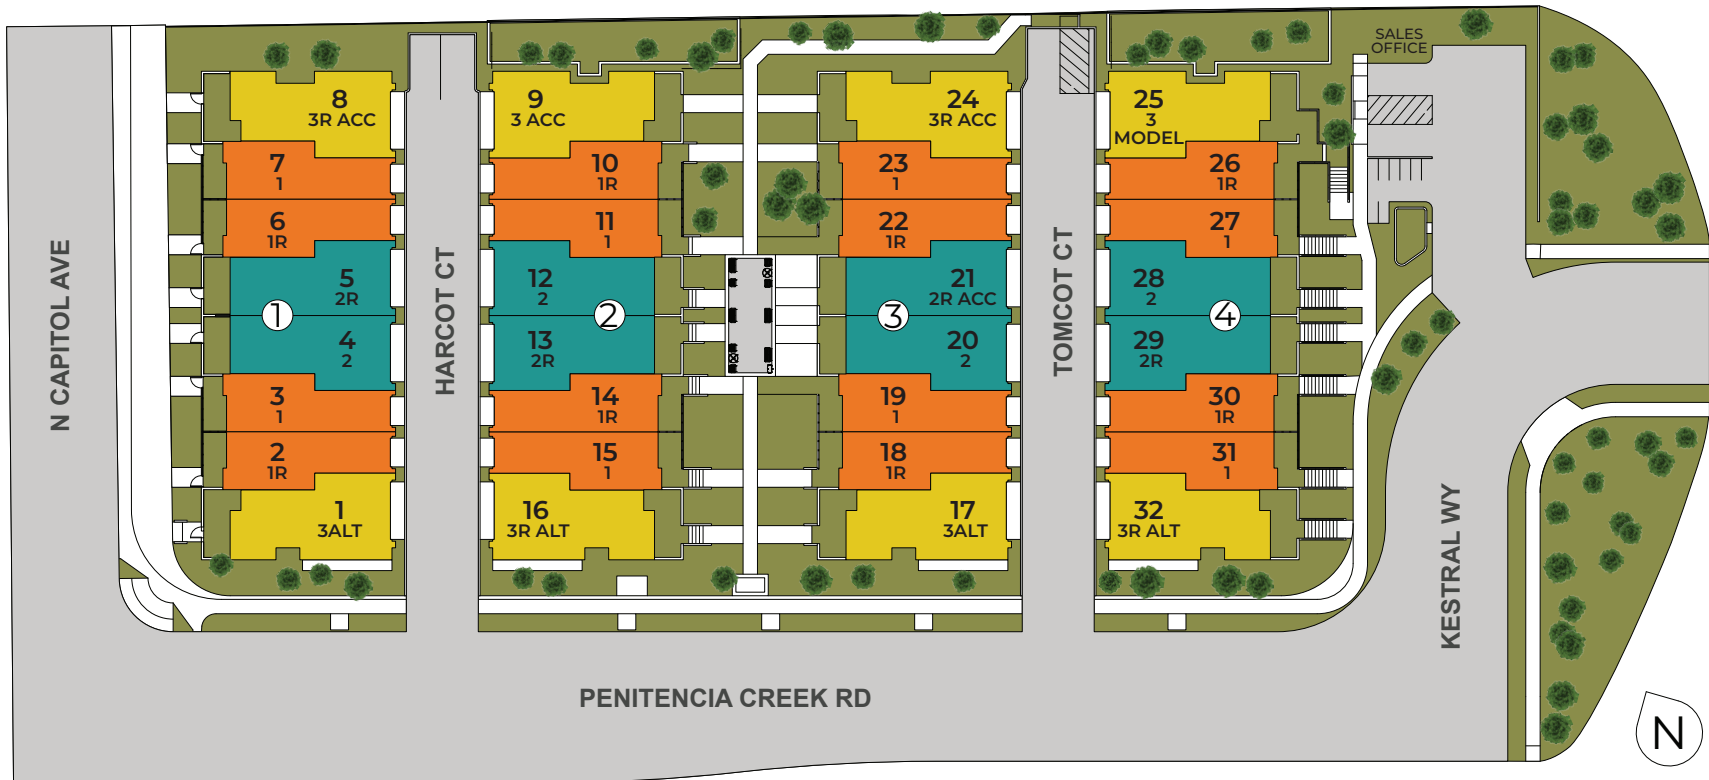 SALES
OFFICE
8
3R ACC
7
1
6
1R
5
2R
1
4
2
3
1
2
1R
1
3ALT
9
3 ACC
10
1R
11
1
12
2
2
13
2R
14
1R
15
1
16
3R ALT
24
3R ACC
23
1
22
1R
21
2R ACC
3
20
2
19
1
18
1R
17
3ALT
25
3
MODEL
26
1R
27
1
28
2
4
29
2R
30
1R
31
1
32
3R ALT
N CAPITOL AVE
HARCOT CT
TOMCOT CT
KESTRAL WY
PENITENCIA CREEK RD
N